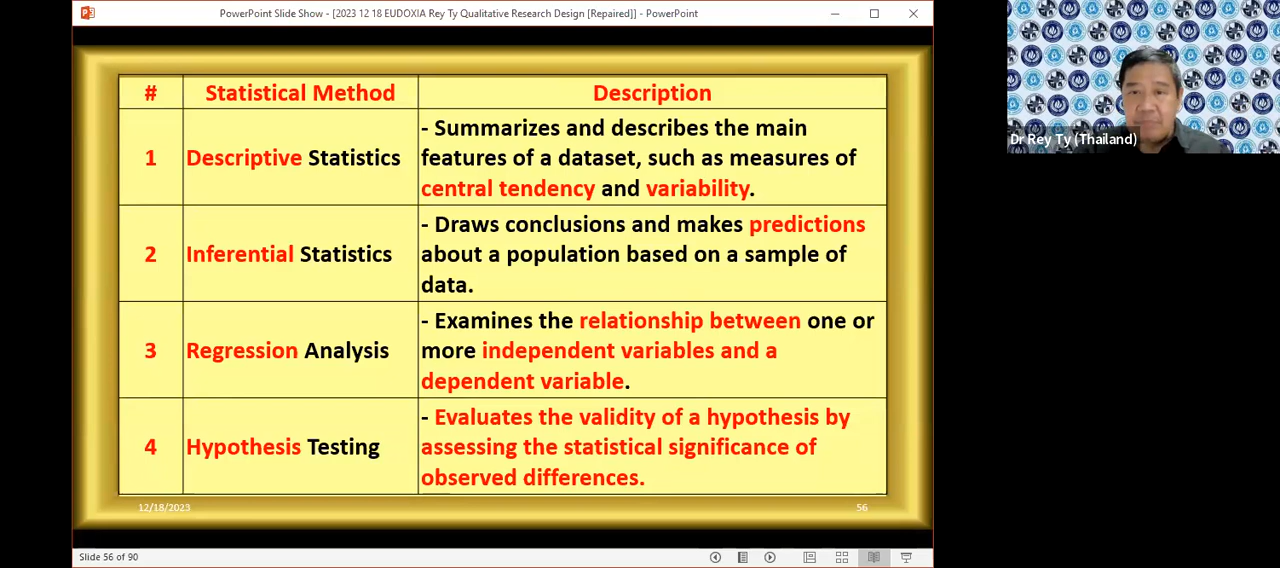 PowerPoint Slide Show - [2023 12 18 EUDOXIA Rey Ty Qualitative Research Design [Repaired]] - PowerPoint
# Statistical Method Description
1 Descriptive Statistics
- Summarizes and describes the main
features of a dataset, such as measures of
central tendency and variability.
2 Inferential Statistics
- Draws conclusions and makes predictions
about a population based on a sample of
data.
3 Regression Analysis
- Examines the relationship between one or
more independent variables and a
dependent variable.
4 Hypothesis Testing
- Evaluates the validity of a hypothesis by
assessing the statistical significance of
observed differences.
12/18/2023 56
Slide 56 of 90
Dr Rey Ty (Thailand)